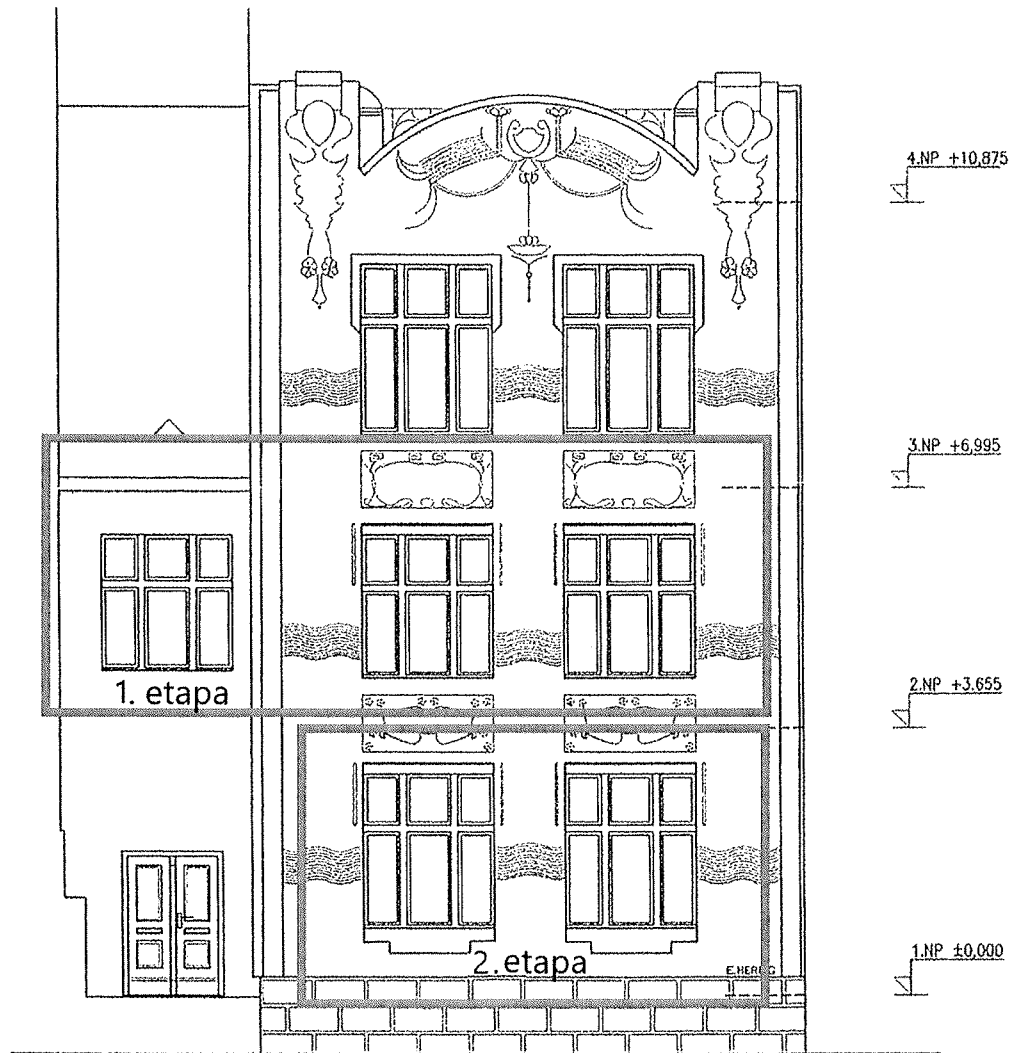 4.NP +10,875
3.NP +6,995
1. etapa
2.NP +3.655
2. etapa
1.NP ±0,000